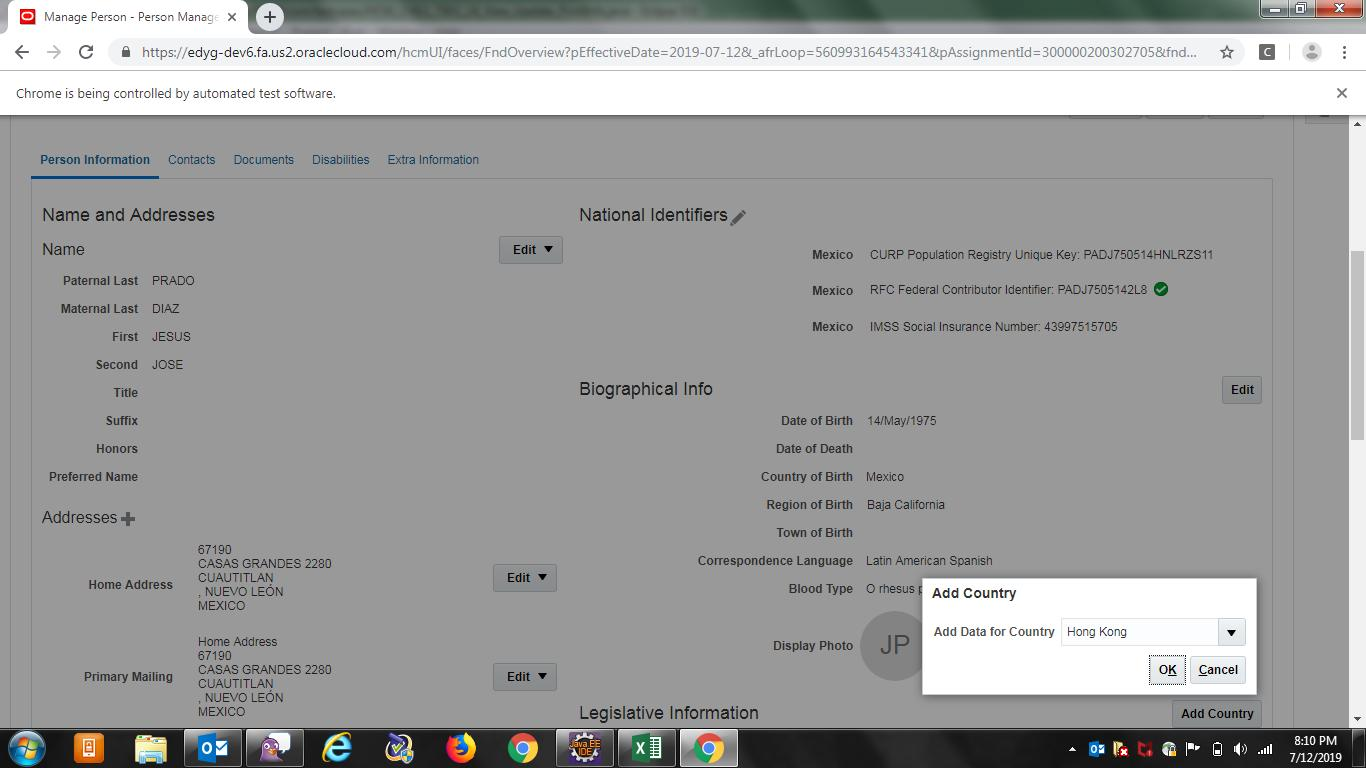 Manage Person - Person Manage
https://edyg-dev6.fa.us2.oraclecloud.com/hcmUI/faces/FndOverview?pEffectiveDate=2019-07-12&_afrLoop=560993164543341&pAssignmentId=300000200302705&fnd...
C
Chrome is being controlled by automated test software.
Person Information Contacts Documents Disabilities Extra Information
Name and Addresses
Name Edit
Paternal Last PRADO
Maternal Last DIAZ
First JESUS
Second JOSE
Title
Suffix
Honors
Preferred Name
Addresses
Home Address
67190
CASAS GRANDES 2280
CUAUTITLAN
, NUEVO LEÓN
MEXICO
Edit
Primary Mailing
Home Address
67190
CASAS GRANDES 2280
CUAUTITLAN
, NUEVO LEÓN
MEXICO
Edit
National Identifiers
Mexico CURP Population Registry Unique Key: PADJ750514HNLRZS11
Mexico RFC Federal Contributor Identifier: PADJ7505142L8
Mexico IMSS Social Insurance Number: 43997515705
Biographical Info Edit
Date of Birth 14/May/1975
Date of Death
Country of Birth Mexico
Region of Birth Baja California
Town of Birth
Correspondence Language Latin American Spanish
Blood Type O rhesus p
Display Photo JP
Legislative Information Add Country
Add Country
Add Data for Country Hong Kong
OK Cancel
Java EE
IDE
8:10 PM
7/12/2019